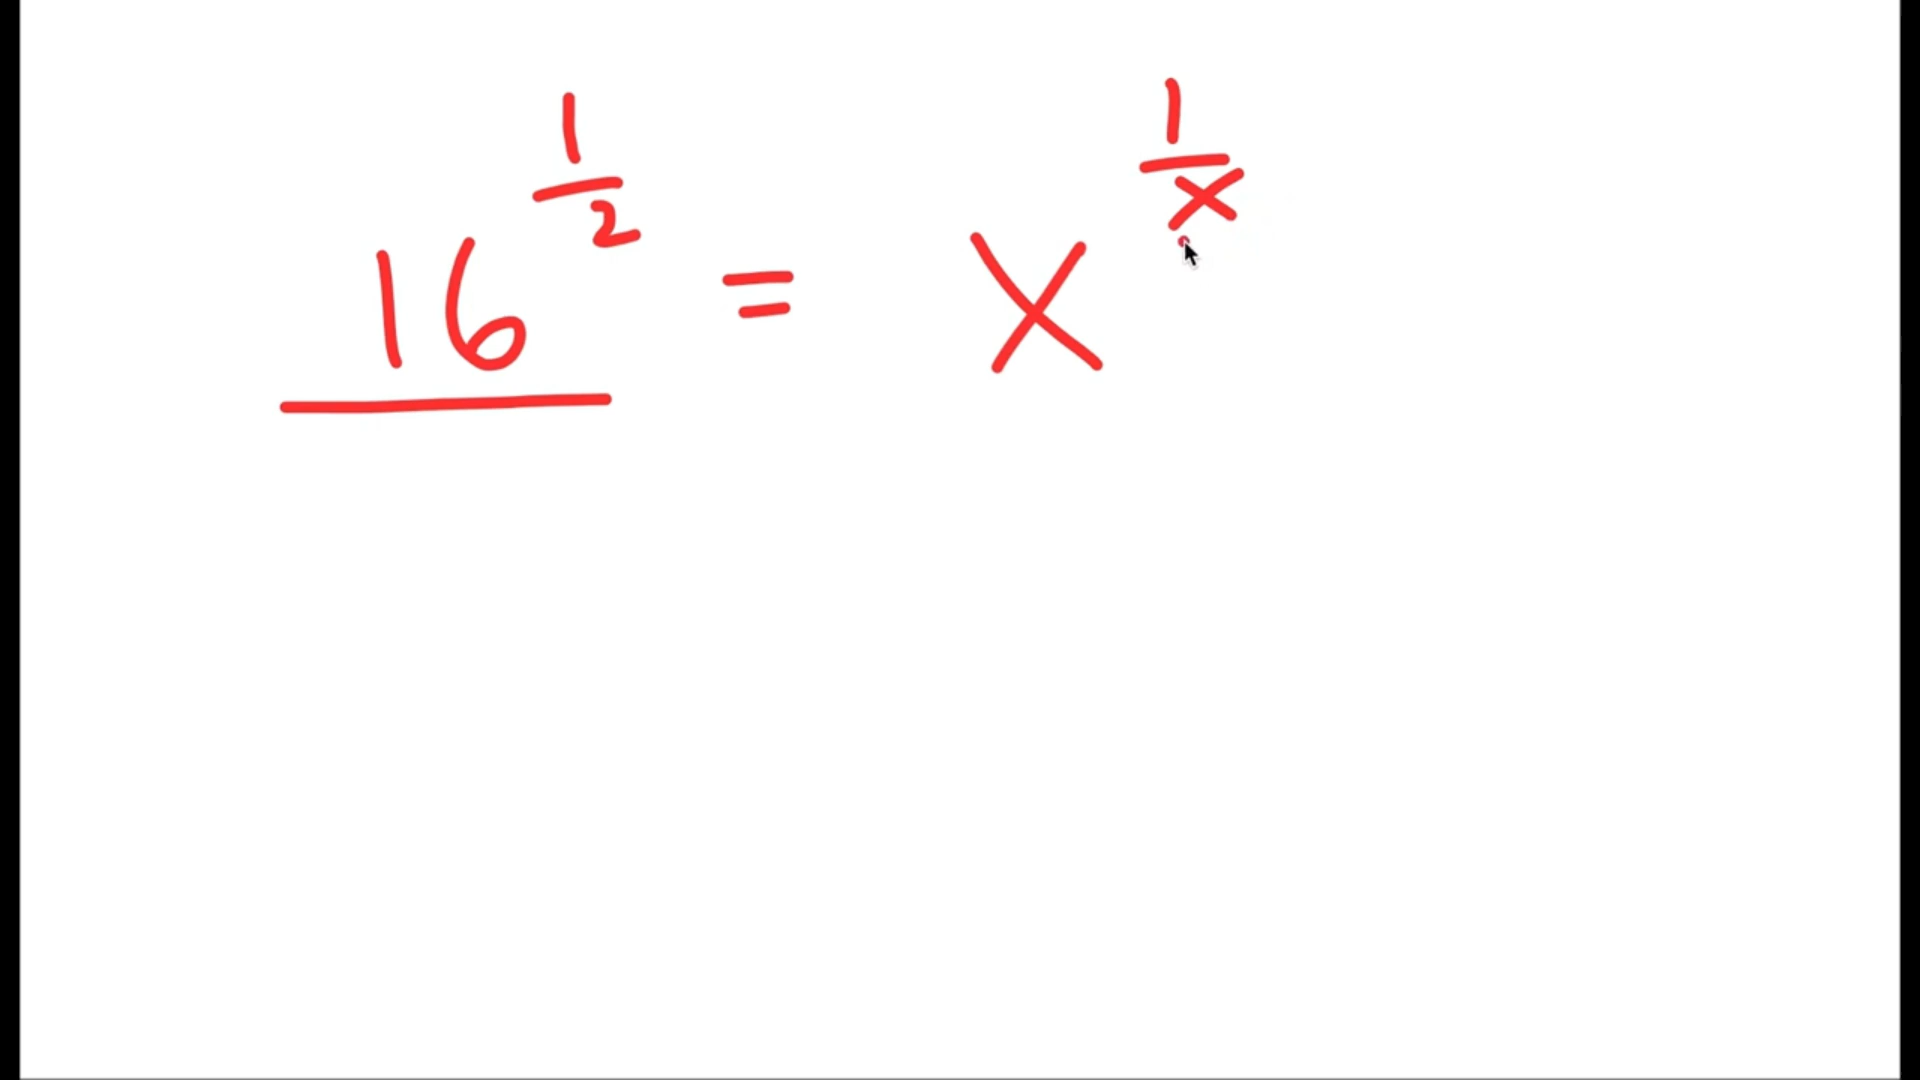 16^(1/2) = x^(1/x)